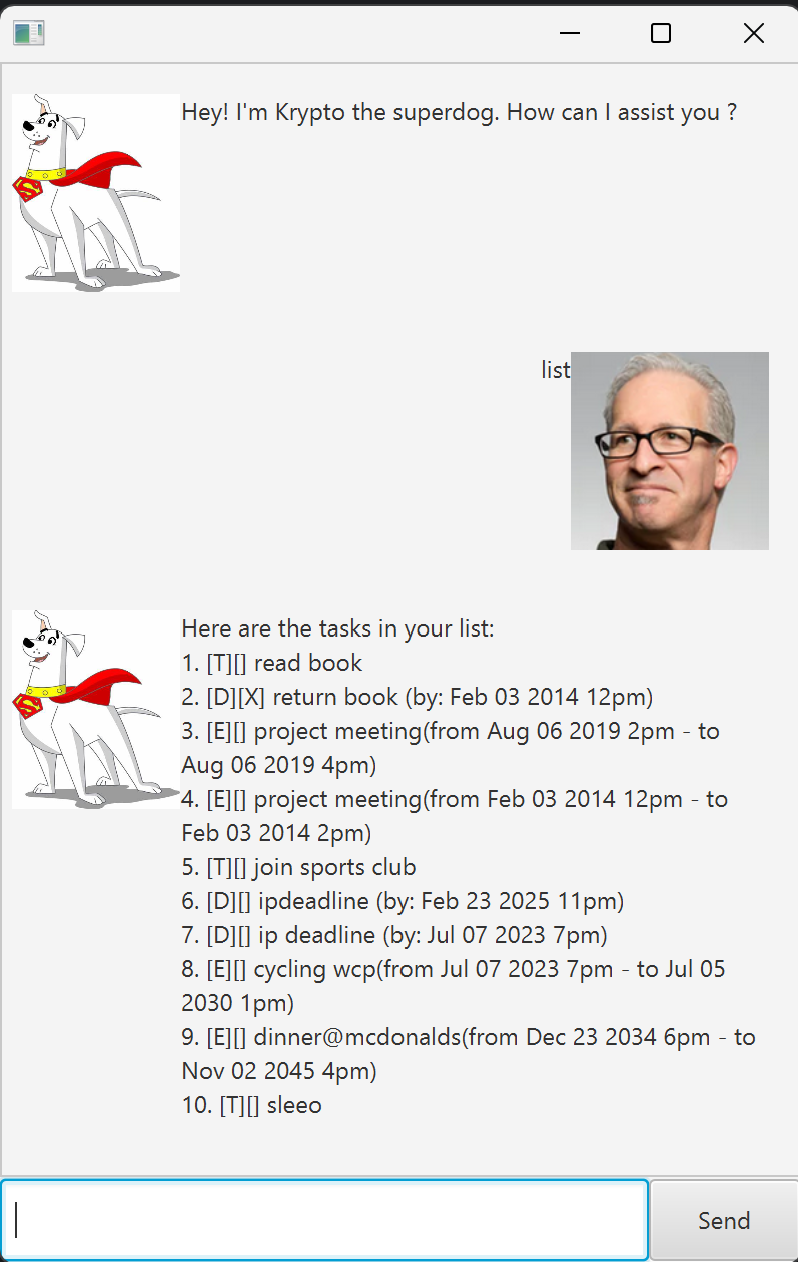 Hey! I'm Krypto the superdog. How can I assist you ?
list
Here are the tasks in your list:
1. [T][] read book
2. [D][X] return book (by: Feb 03 2014 12pm)
3. [E][] project meeting(from Aug 06 2019 2pm - to
Aug 06 2019 4pm)
4. [E][] project meeting(from Feb 03 2014 12pm - to
Feb 03 2014 2pm)
5. [T][] join sports club
6. [D][] ipdeadline (by: Feb 23 2025 11pm)
7. [D][] ip deadline (by: Jul 07 2023 7pm)
8. [E][] cycling wcp(from Jul 07 2023 7pm - to Jul 05
2030 1pm)
9. [E][] dinner@mcdonalds(from Dec 23 2034 6pm - to
Nov 02 2045 4pm)
10. [T][] sleeo
Send